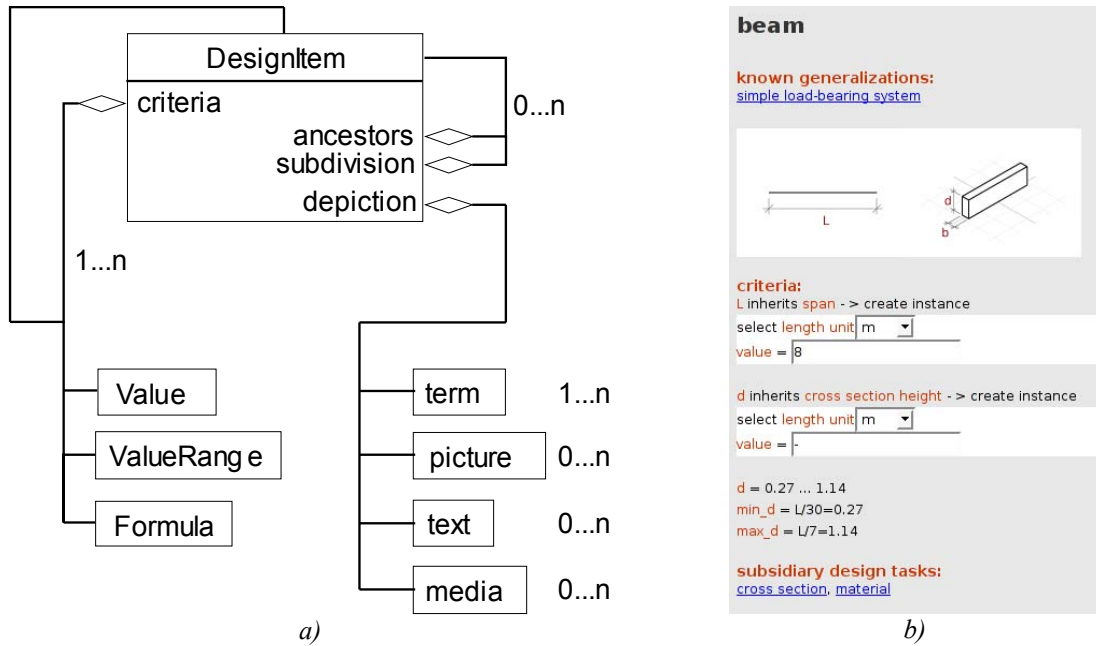 DesignItem
criteria
0...n
ancestors
subdivision
depiction
1...n
Value
ValueRange
Formula
term 1...n
picture 0...n
text 0...n
media 0...n
a)
beam
known generalizations:
simple load-bearing system
L
d
b
criteria:
L inherits span - > create instance
select length unit m
value = 8
d inherits cross section height - > create instance
select length unit m
value = -
d = 0.27 ... 1.14
min_d = L/30=0.27
max_d = L/7=1.14
subsidiary design tasks:
cross section, material
b)